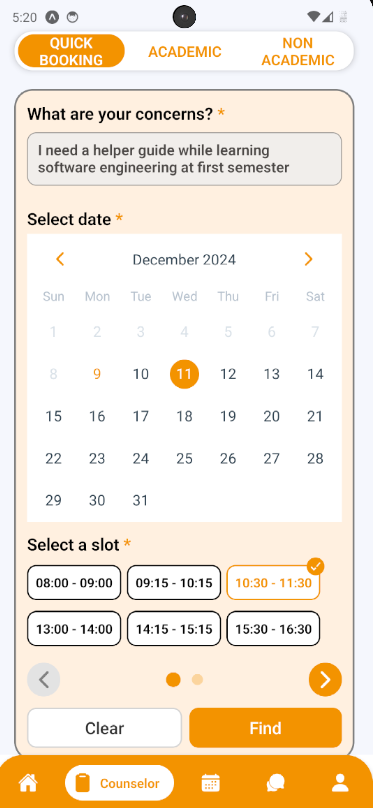 5:20
QUICK
BOOKING
ACADEMIC
NON
ACADEMIC
What are your concerns? *
I need a helper guide while learning
software engineering at first semester
Select date *
December 2024
Sun Mon Tue Wed Thu Fri Sat
1 2 3 4 5 6 7
8 9 10 11 12 13 14
15 16 17 18 19 20 21
22 23 24 25 26 27 28
29 30 31
Select a slot *
08:00 - 09:00 09:15 - 10:15 10:30 - 11:30
13:00 - 14:00 14:15 - 15:15 15:30 - 16:30
Clear Find
Counselor